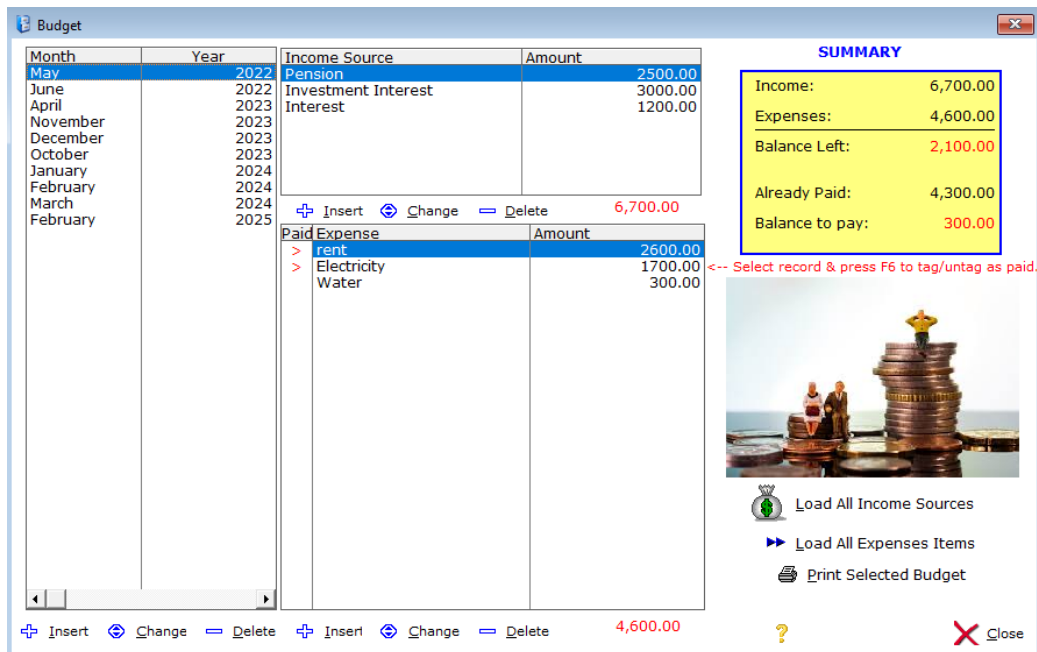 Budget
Month Year
May 2022
June 2022
April 2023
November 2023
December 2023
October 2023
January 2024
February 2024
March 2024
February 2025
Insert Change Delete
Income Source Amount
Pension 2500.00
Investment Interest 3000.00
Interest 1200.00
Insert Change Delete 6,700.00
Paid Expense Amount
> rent 2600.00
> Electricity 1700.00
Water 300.00
Insert Change Delete 4,600.00
SUMMARY
Income: 6,700.00
Expenses: 4,600.00
Balance Left: 2,100.00
Already Paid: 4,300.00
Balance to pay: 300.00
<-- Select record & press F6 to tag/untag as paid.
Load All Income Sources
Load All Expenses Items
Print Selected Budget
? Close